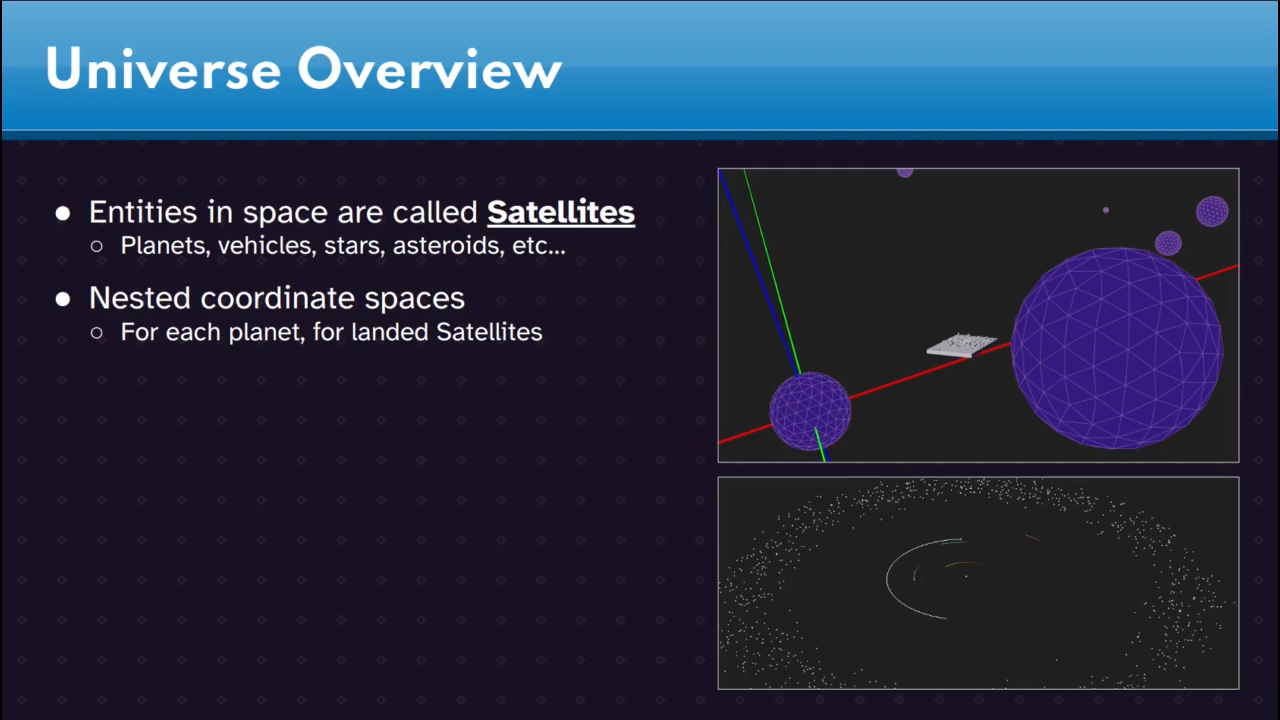 Universe Overview
● Entities in space are called Satellites
○ Planets, vehicles, stars, asteroids, etc...
● Nested coordinate spaces
○ For each planet, for landed Satellites